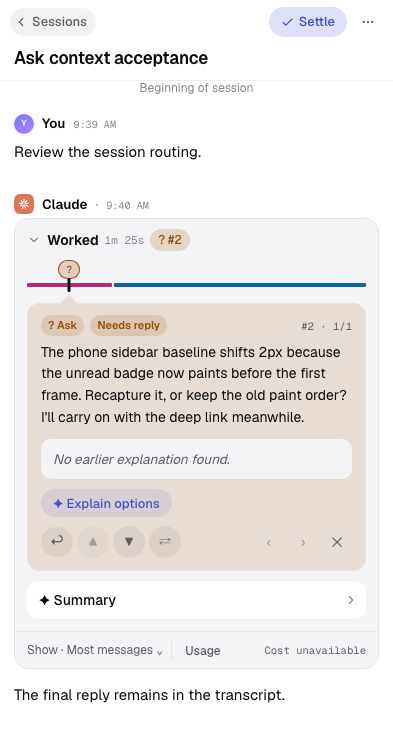 Sessions
Settle
Ask context acceptance
Beginning of session
Y
You 9:39 AM
Review the session routing.
Claude · 9:40 AM
Worked 1m 25s ? #2
?
? Ask Needs reply #2 · 1/1
The phone sidebar baseline shifts 2px because
the unread badge now paints before the first
frame. Recapture it, or keep the old paint order?
I'll carry on with the deep link meanwhile.
No earlier explanation found.
Explain options
Summary
Show · Most messages Usage Cost unavailable
The final reply remains in the transcript.